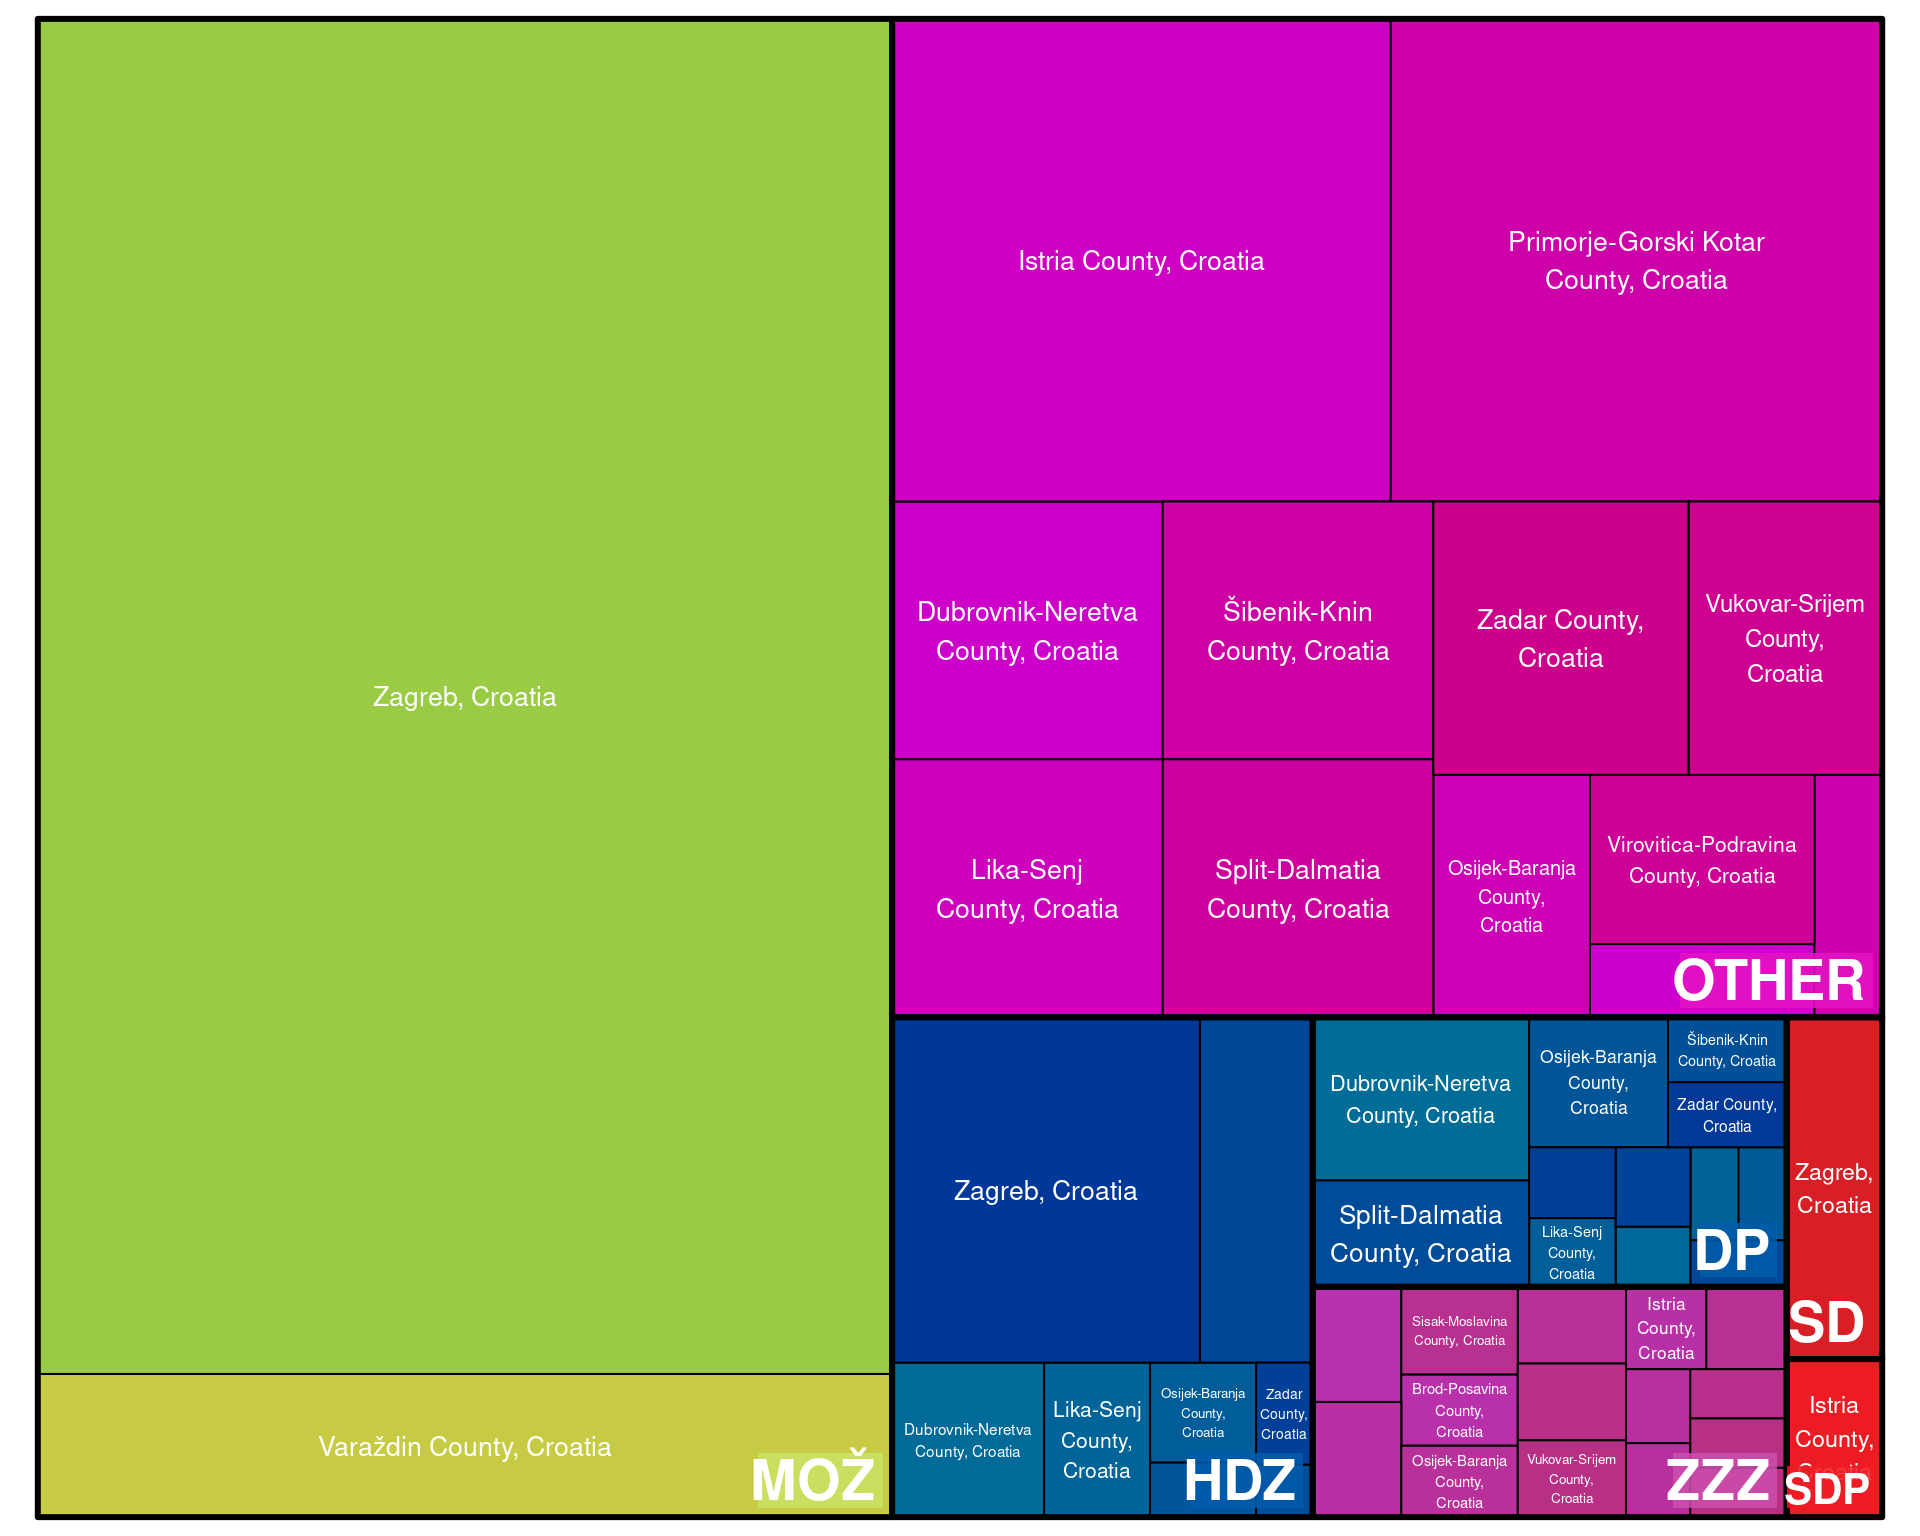 Zagreb, Croatia
Varaždin County, Croatia
MOŽ
Istria County, Croatia
Primorje-Gorski Kotar
County, Croatia
Dubrovnik-Neretva
County, Croatia
Šibenik-Knin
County, Croatia
Zadar County,
Croatia
Vukovar-Srijem
County,
Croatia
Lika-Senj
County, Croatia
Split-Dalmatia
County, Croatia
Osijek-Baranja
County,
Croatia
Virovitica-Podravina
County, Croatia
OTHER
Zagreb, Croatia
Dubrovnik-Neretva
County, Croatia
Lika-Senj
County,
Croatia
Osijek-Baranja
County,
Croatia
Zadar
County,
Croatia
HDZ
Dubrovnik-Neretva
County, Croatia
Split-Dalmatia
County, Croatia
Osijek-Baranja
County,
Croatia
Šibenik-Knin
County, Croatia
Zadar County,
Croatia
Lika-Senj
County,
Croatia
DP
Sisak-Moslavina
County, Croatia
Brod-Posavina
County,
Croatia
Osijek-Baranja
County,
Croatia
Vukovar-Srijem
County,
Croatia
Istria
County,
Croatia
ZZZ
Zagreb,
Croatia
SD
Istria
County,
Croatia
SDP